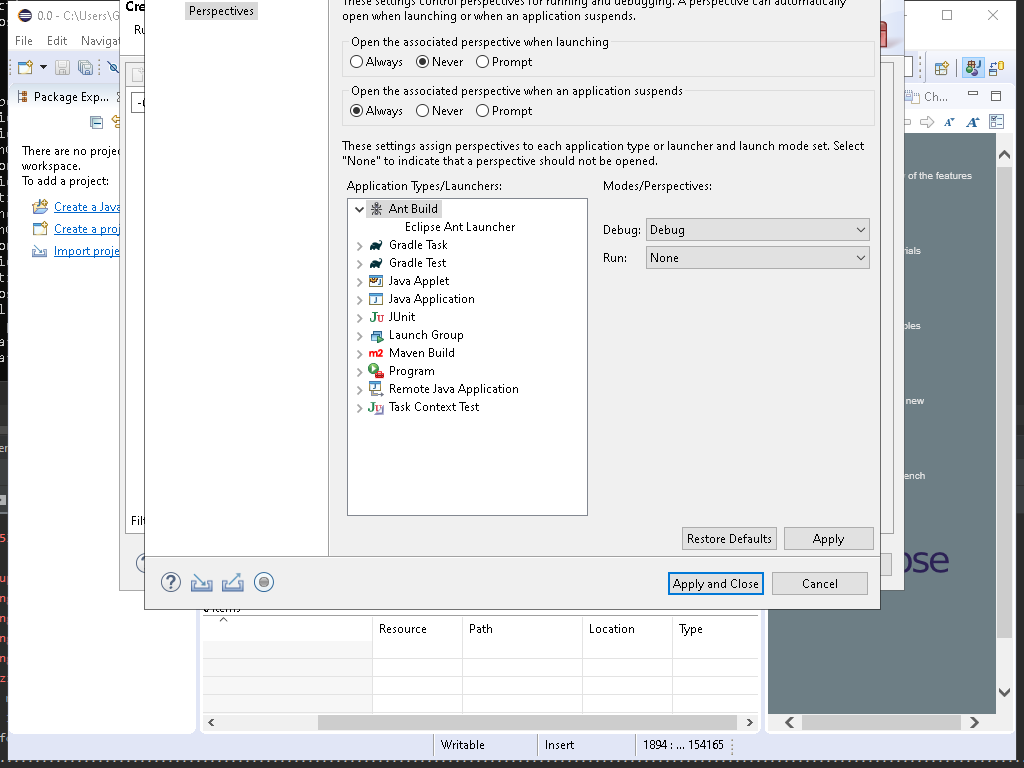 0.0 - C:\Users\G
File Edit Navigat
Package Exp...
There are no proje
workspace.
To add a project:
Create a Java
Create a proj
Import proje
Cre
Ru
Filt
Perspectives
These settings control perspectives for running and debugging. A perspective can automatically
open when launching or when an application suspends.
Open the associated perspective when launching
Always Never Prompt
Open the associated perspective when an application suspends
Always Never Prompt
These settings assign perspectives to each application type or launcher and launch mode set. Select
"None" to indicate that a perspective should not be opened.
Application Types/Launchers:
Modes/Perspectives:
Ant Build
Eclipse Ant Launcher
Gradle Task
Gradle Test
Java Applet
Java Application
JUnit
Launch Group
Maven Build
Program
Remote Java Application
Task Context Test
Debug: Debug
Run: None
Restore Defaults Apply
Apply and Close Cancel
Ch...
of the features
rials
new
ench
Resource Path Location Type
Writable Insert 1894 : ... 154165